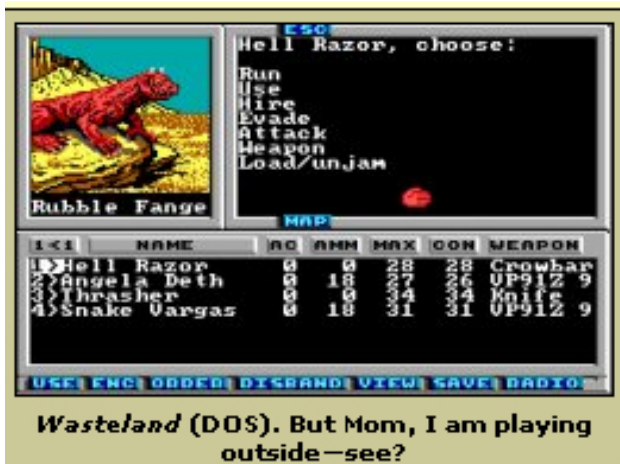 ESC
Hell Razor, choose:
Run
Use
Hire
Evade
Attack
Weapon
Load/unjam
Rubble Fange
MAP
1<1 NAME AC AMM MAX CON WEAPON
1>Hell Razor 0 0 28 28 Crowbar
2>Angela Deth 0 18 27 26 VP91Z 9
3>Thrasher 0 0 34 34 Knife
4>Snake Vargas 0 18 31 31 VP91Z 9
USE ENC ORDER DISBAND VIEW SAVE RADIO
Wasteland (DOS). But Mom, I am playing
outside—see?